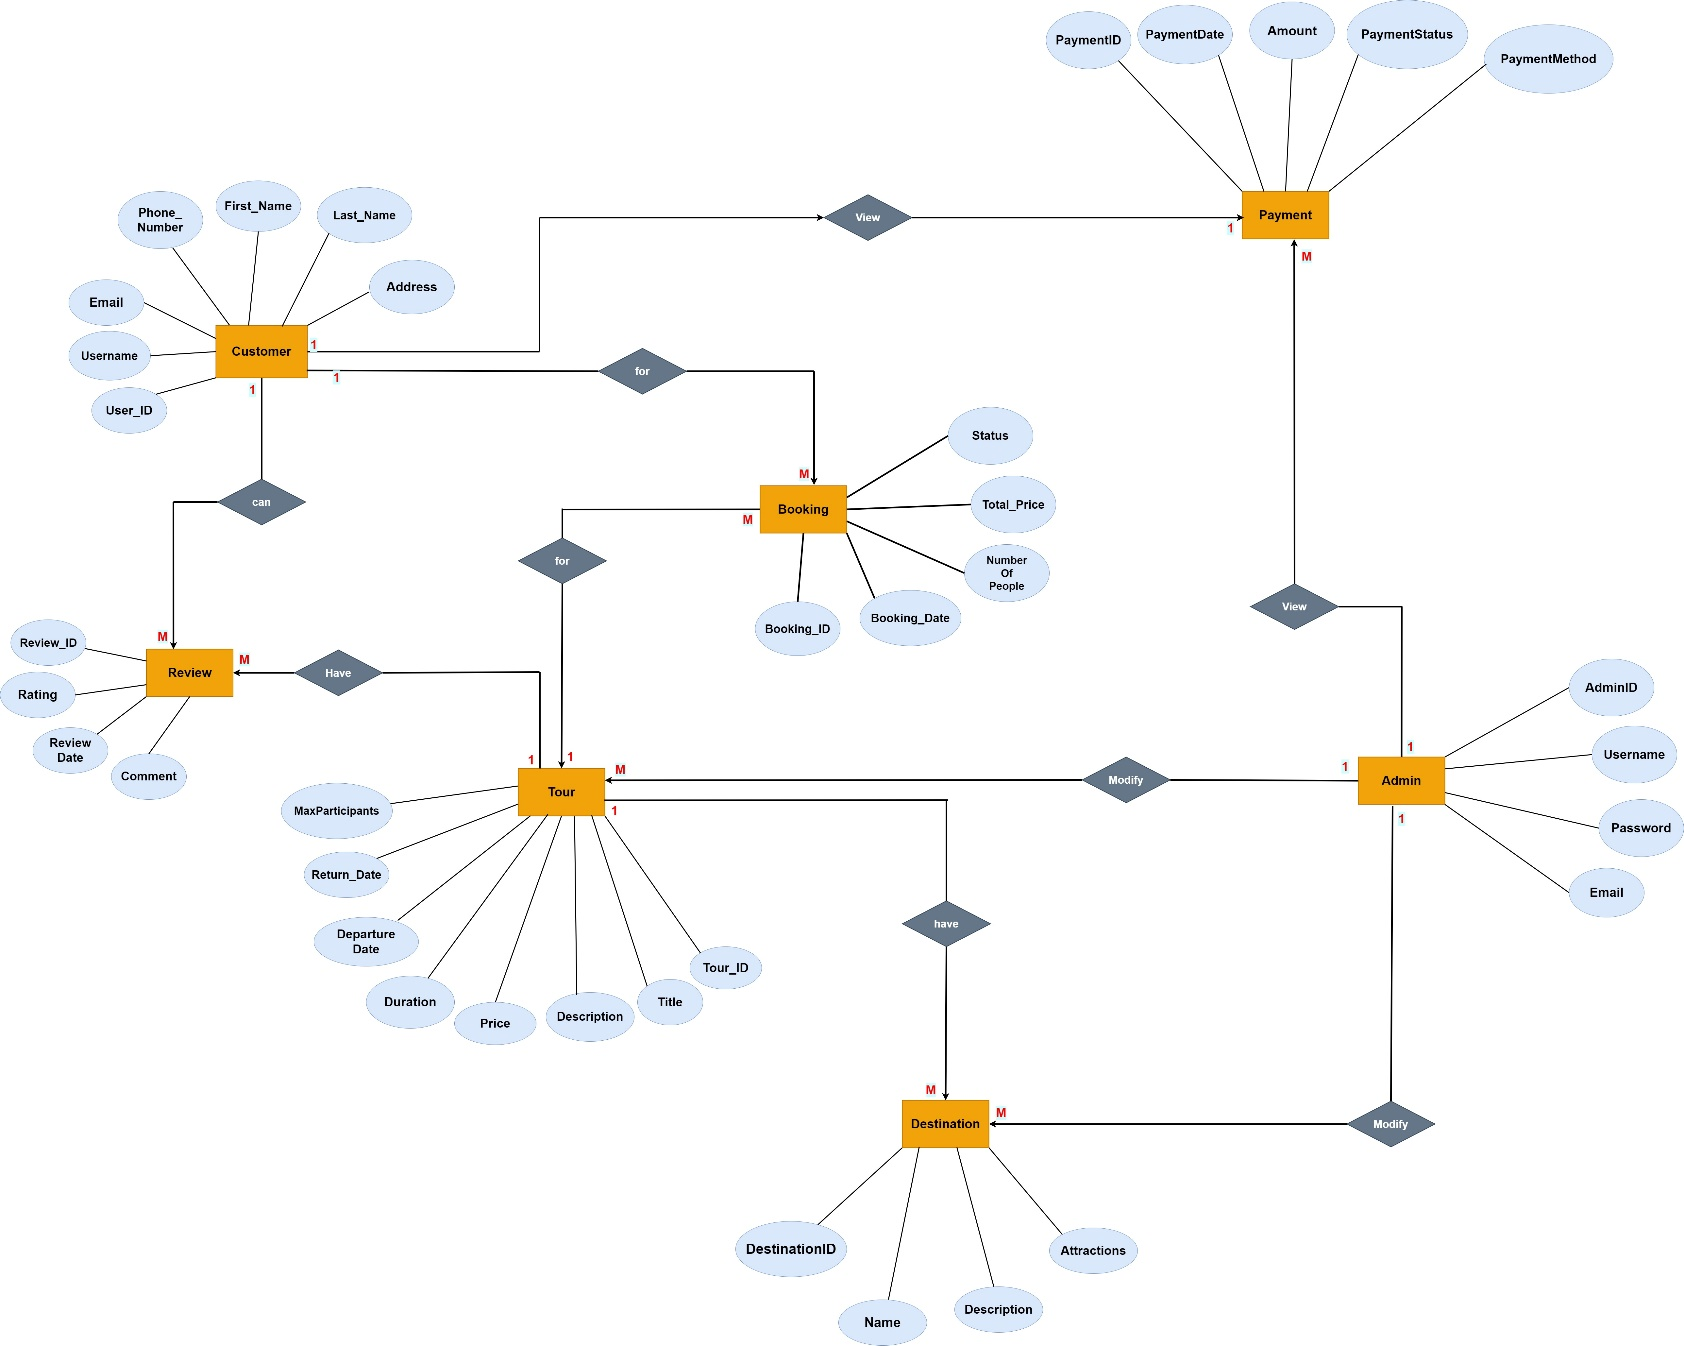 PaymentID
PaymentDate
Amount
PaymentStatus
PaymentMethod
Phone_
Number
First_Name
Last_Name
View
Payment
1
M
Address
Email
Username
Customer
1
1
1
for
User_ID
Status
M
can
Booking
M
Total_Price
for
Number
Of
People
Booking_ID
Booking_Date
View
Review_ID
M
Review
M
Have
Rating
Review
Date
Comment
AdminID
1
1
1
1
M
Modify
Admin
Username
Tour
1
1
MaxParticipants
Password
Return_Date
Email
Departure
Date
have
Tour_ID
Duration
Price
Description
Title
M
M
Destination
Modify
DestinationID
Attractions
Name
Description